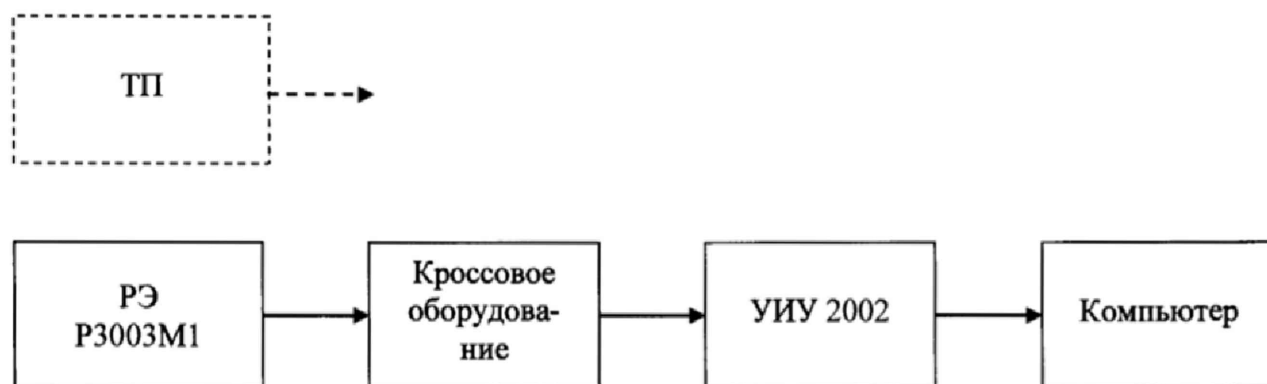 ТП
РЭ
Р3003М1
Кроссовое
оборудова-
ние
УИУ 2002
Компьютер